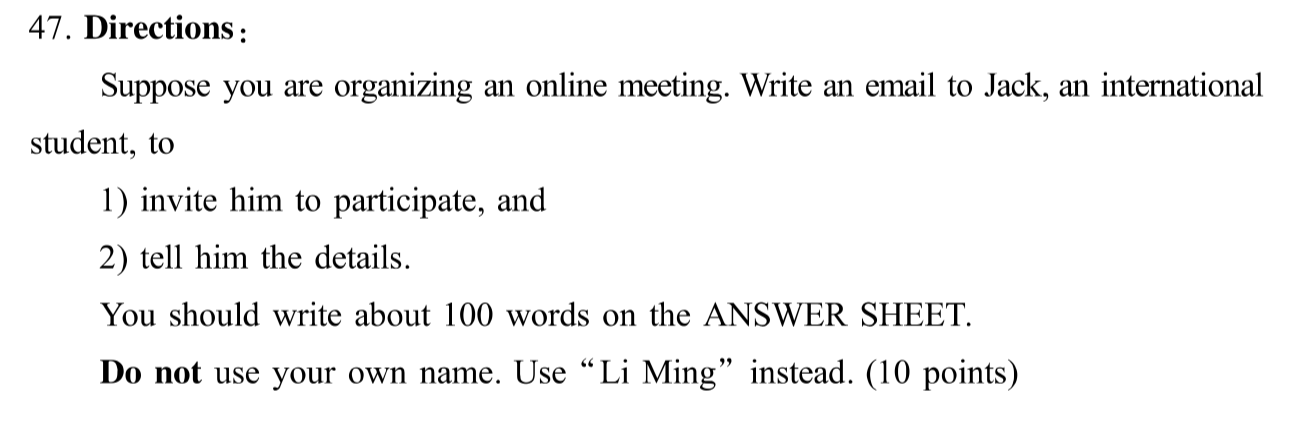 47. Directions：
Suppose you are organizing an online meeting. Write an email to Jack, an international
student, to
1) invite him to participate, and
2) tell him the details.
You should write about 100 words on the ANSWER SHEET.
Do not use your own name. Use “Li Ming” instead. (10 points)